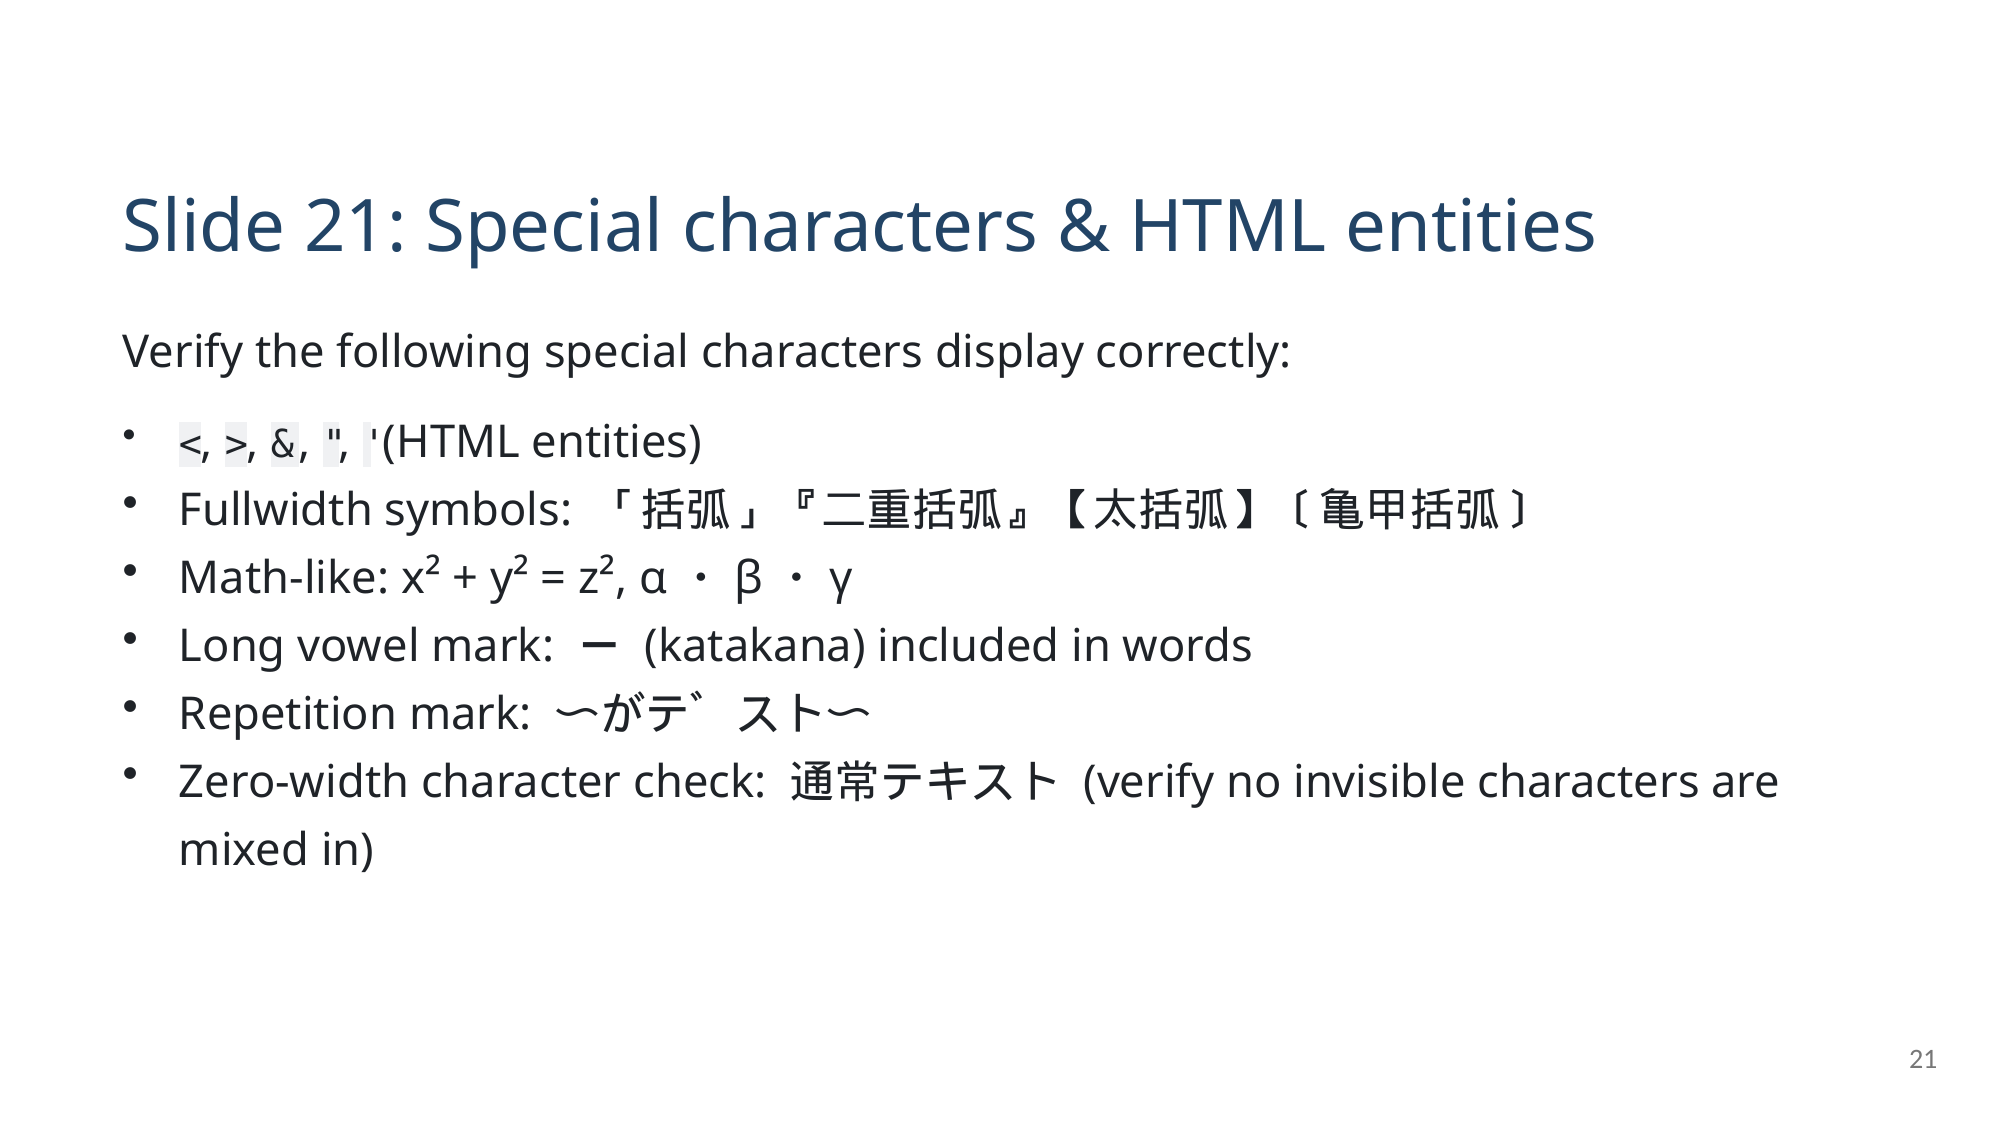 Slide 21: Special characters & HTML entities
Verify the following special characters display correctly:
• <, >, &, ", ' (HTML entities)
• Fullwidth symbols: 「括弧」『二重括弧』【太括弧】〔亀甲括弧〕
• Math-like: x² + y² = z², α ・ β ・ γ
• Long vowel mark: ー (katakana) included in words
• Repetition mark: 〜がテ゛スト〜
• Zero-width character check: 通常テキスト (verify no invisible characters are
mixed in)
21